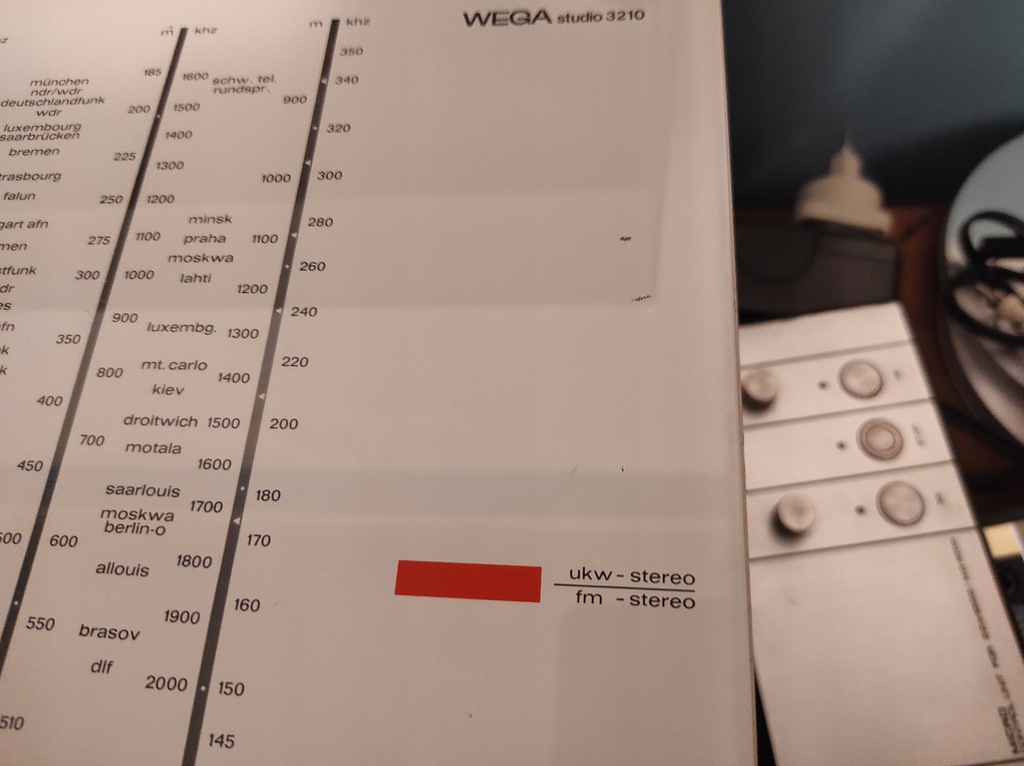 WEGA studio 3210
m khz m khz
350
185 1600 schw. tel.
rundspr.
340
münchen
ndr/wdr
deutschlandfunk
wdr
200 1500 900
luxembourg
saarbrücken
1400 320
bremen 225 1300
1000 300
falun 250 1200
minsk 280
afn 275 1100 praha 1100
moskwa 260
300 1000 lahti
1200
240
900 luxembg. 1300
350
220
800 mt. carlo
1400
kiev
400
droitwich 1500 200
700 motala
450 1600
saarlouis 180
moskwa 1700
berlin-o
600 170
allouis 1800
ukw - stereo
fm - stereo
160
550 brasov 1900
dlf
2000 150
510
145